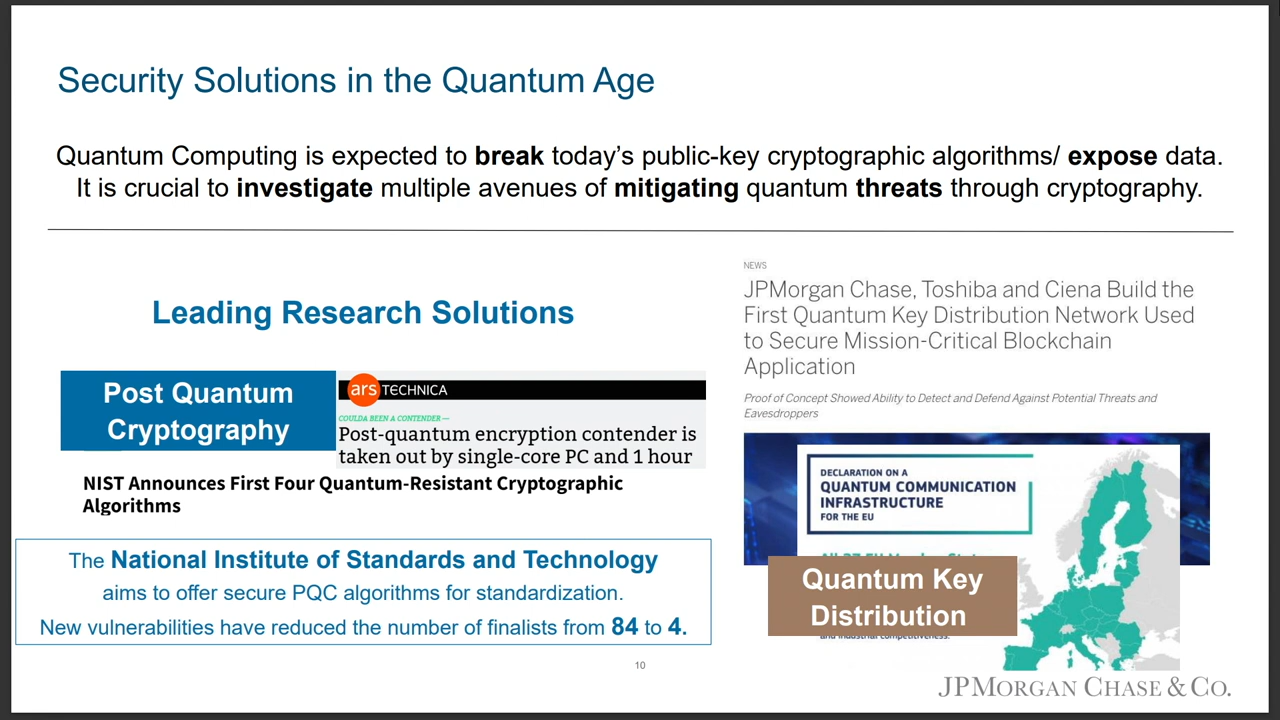 Security Solutions in the Quantum Age
Quantum Computing is expected to break today's public-key cryptographic algorithms/ expose data.
It is crucial to investigate multiple avenues of mitigating quantum threats through cryptography.
Leading Research Solutions
Post Quantum
Cryptography
ars TECHNICA
COULDA BEEN A CONTENDER —
Post-quantum encryption contender is
taken out by single-core PC and 1 hour
NIST Announces First Four Quantum-Resistant Cryptographic
Algorithms
The National Institute of Standards and Technology
aims to offer secure PQC algorithms for standardization.
New vulnerabilities have reduced the number of finalists from 84 to 4.
NEWS
JPMorgan Chase, Toshiba and Ciena Build the
First Quantum Key Distribution Network Used
to Secure Mission-Critical Blockchain
Application
Proof of Concept Showed Ability to Detect and Defend Against Potential Threats and
Eavesdroppers
DECLARATION ON A
QUANTUM COMMUNICATION
INFRASTRUCTURE
FOR THE EU
Quantum Key
Distribution
and industrial competitiveness.
10
JPMORGAN CHASE & CO.